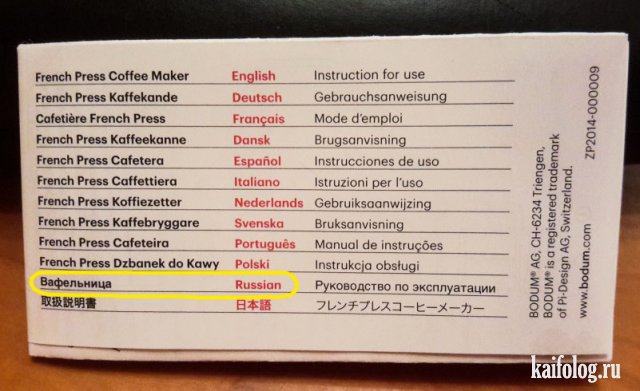 French Press Coffee Maker English Instruction for use
French Press Kaffekande Deutsch Gebrauchsanweisung
Cafetière French Press Français Mode d'emploi
French Press Kaffeekanne Dansk Brugsanvisning
French Press Cafetera Español Instrucciones de uso
French Press Caffettiera Italiano Istruzioni per l'uso
French Press Koffiezetter Nederlands Gebruiksaanwijzing
French Press Kaffebryggare Svenska Bruksanvisning
French Press Cafeteira Português Manual de instruções
French Press Dzbanek do Kawy Polski Instrukcja obsługi
Вафельница Russian Руководство по эксплуатации
取扱説明書 日本語 フレンチプレスコーヒーメーカー
BODUM® AG, CH-6234 Triengen,
BODUM® is a registered trademark
of Pi-Design AG, Switzerland.
www.bodum.com
ZP2014-000009
kaifolog.ru